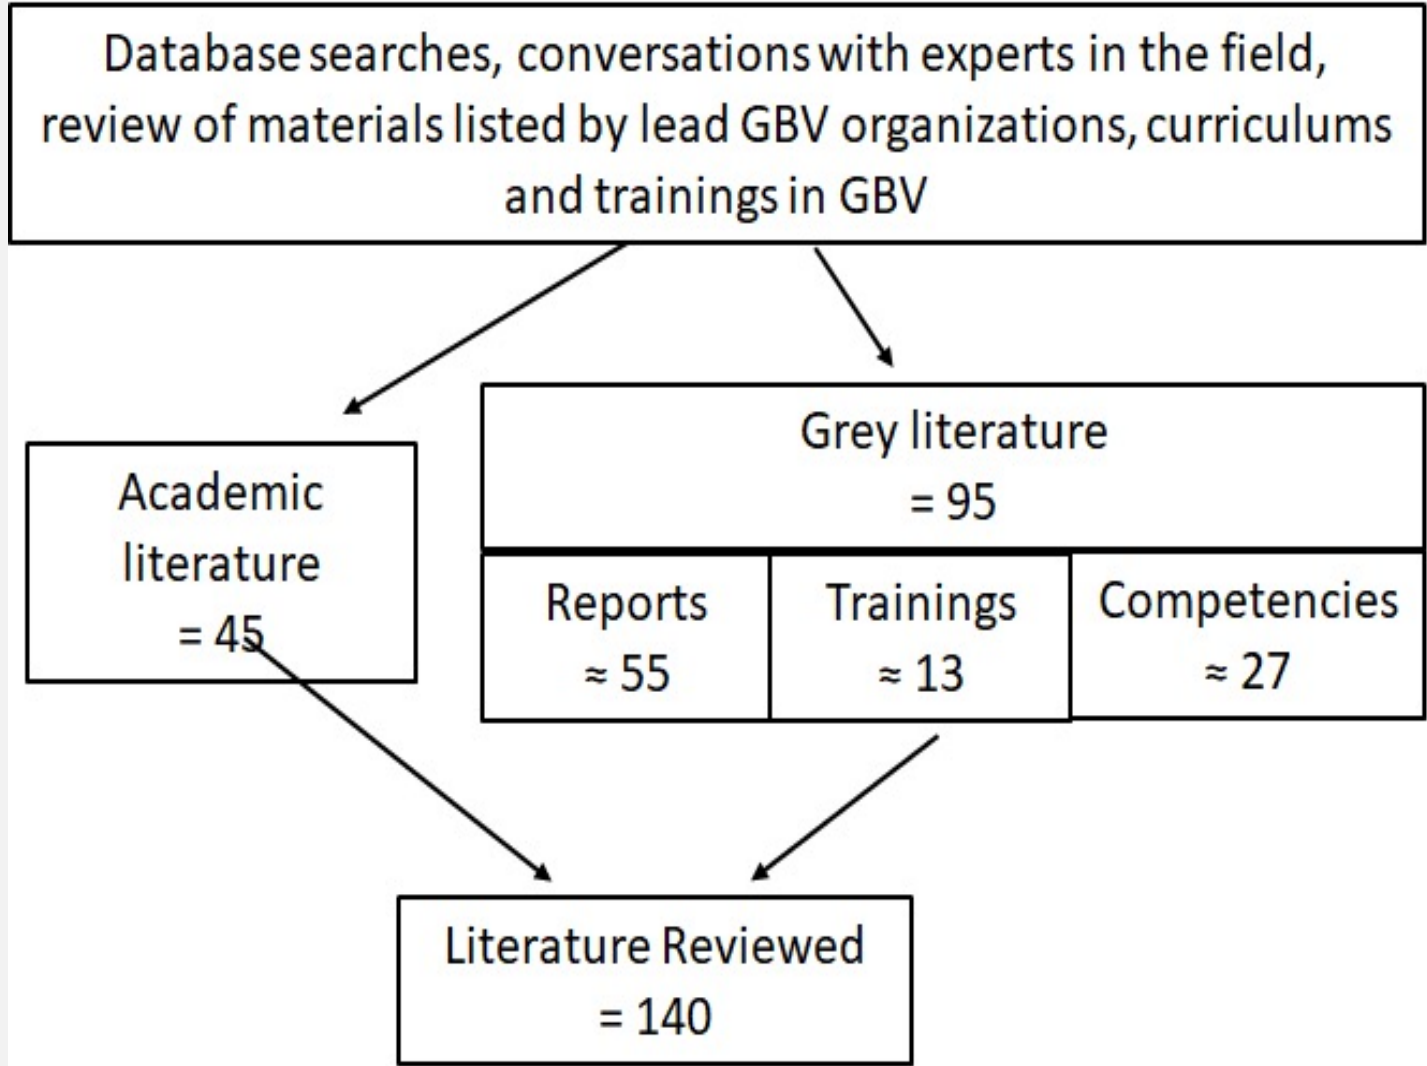 Database searches, conversations with experts in the field,
review of materials listed by lead GBV organizations, curriculums
and trainings in GBV
Academic
literature
= 45
Grey literature
= 95
Reports
≈ 55
Trainings
≈ 13
Competencies
≈ 27
Literature Reviewed
= 140